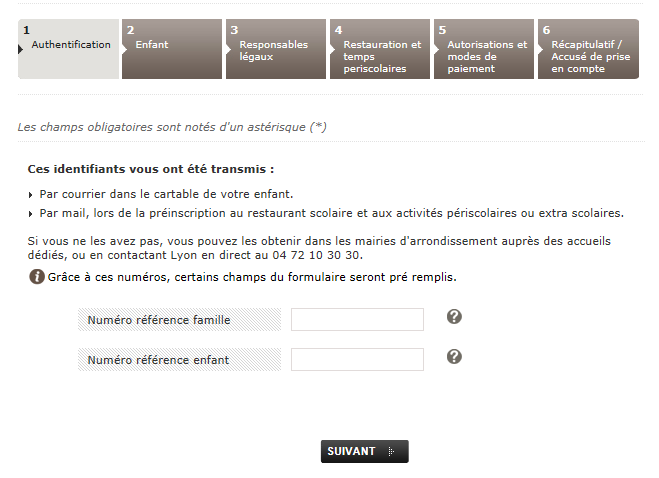 1
Authentification
2
Enfant
3
Responsables
légaux
4
Restauration et
temps
periscolaires
5
Autorisations et
modes de
paiement
6
Récapitulatif /
Accusé de prise
en compte
Les champs obligatoires sont notés d'un astérisque (*)
Ces identifiants vous ont été transmis :
Par courrier dans le cartable de votre enfant.
Par mail, lors de la préinscription au restaurant scolaire et aux activités périscolaires ou extra scolaires.
Si vous ne les avez pas, vous pouvez les obtenir dans les mairies d'arrondissement auprès des accueils
dédiés, ou en contactant Lyon en direct au 04 72 10 30 30.
i Grâce à ces numéros, certains champs du formulaire seront pré remplis.
Numéro référence famille ?
Numéro référence enfant ?
SUIVANT